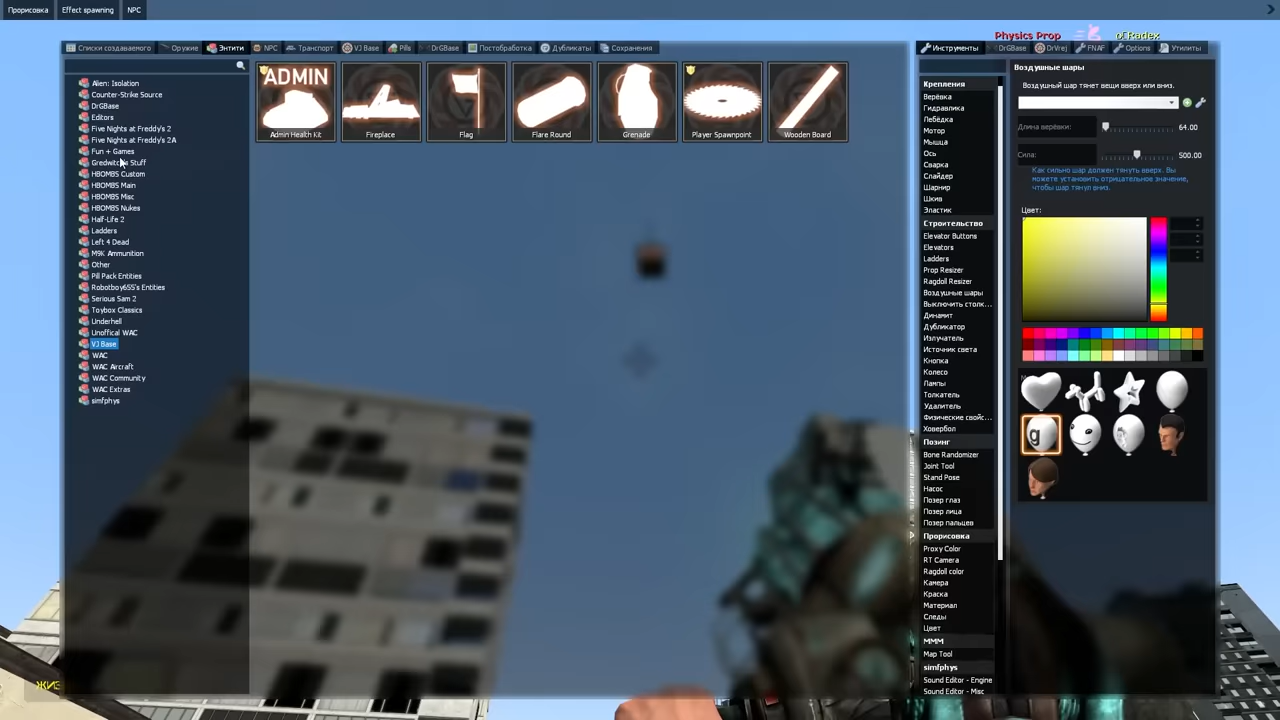 Прорисовка
Effect spawning
NPC
Physics Prop
Списки создаваемого
Оружие
Энтити
NPC
Транспорт
VJ Base
Pills
DrGBase
Постобработка
Дубликаты
Сохранения
Инструменты
DrGBase
DrVrej
FNAF
Options
Утилиты
Alien: Isolation
Counter-Strike Source
DrGBase
Editors
Five Nights at Freddy's 2
Five Nights at Freddy's 2A
Fun + Games
Gredwitch's Stuff
HBOMBS Custom
HBOMBS Main
HBOMBS Misc
HBOMBS Nukes
Half-Life 2
Ladders
Left 4 Dead
M9K Ammunition
Other
Pill Pack Entities
Robotboy655's Entities
Serious Sam 2
Toybox Classics
Underhell
Unoffical WAC
VJ Base
WAC
WAC Aircraft
WAC Community
WAC Extras
simfphys
ADMIN
Admin Health Kit
Fireplace
Flag
Flare Round
Grenade
Player Spawnpoint
Wooden Board
Крепления
Верёвка
Гидравлика
Лебёдка
Мотор
Мышца
Ось
Сварка
Слайдер
Шарнир
Шкив
Эластик
Строительство
Elevator Buttons
Elevators
Ladders
Prop Resizer
Ragdoll Resizer
Воздушные шары
Выключить столк...
Динамит
Дубликатор
Излучатель
Источник света
Кнопка
Колесо
Лампы
Толкатель
Удалитель
Физические свойс...
Ховербол
Позинг
Bone Randomizer
Joint Tool
Stand Pose
Насос
Позер глаз
Позер лица
Позер пальцев
Прорисовка
Proxy Color
RT Camera
Ragdoll color
Камера
Краска
Материал
Следы
Цвет
МММ
Map Tool
simfphys
Sound Editor - Engine
Sound Editor - Misc
Воздушные шары
Воздушный шар тянет вещи вверх или вниз.
Длина верёвки:
64.00
Сила:
500.00
Как сильно шар должен тянуть вверх. Вы
можете установить отрицательное значение,
чтобы шар тянул вниз.
Цвет:
g